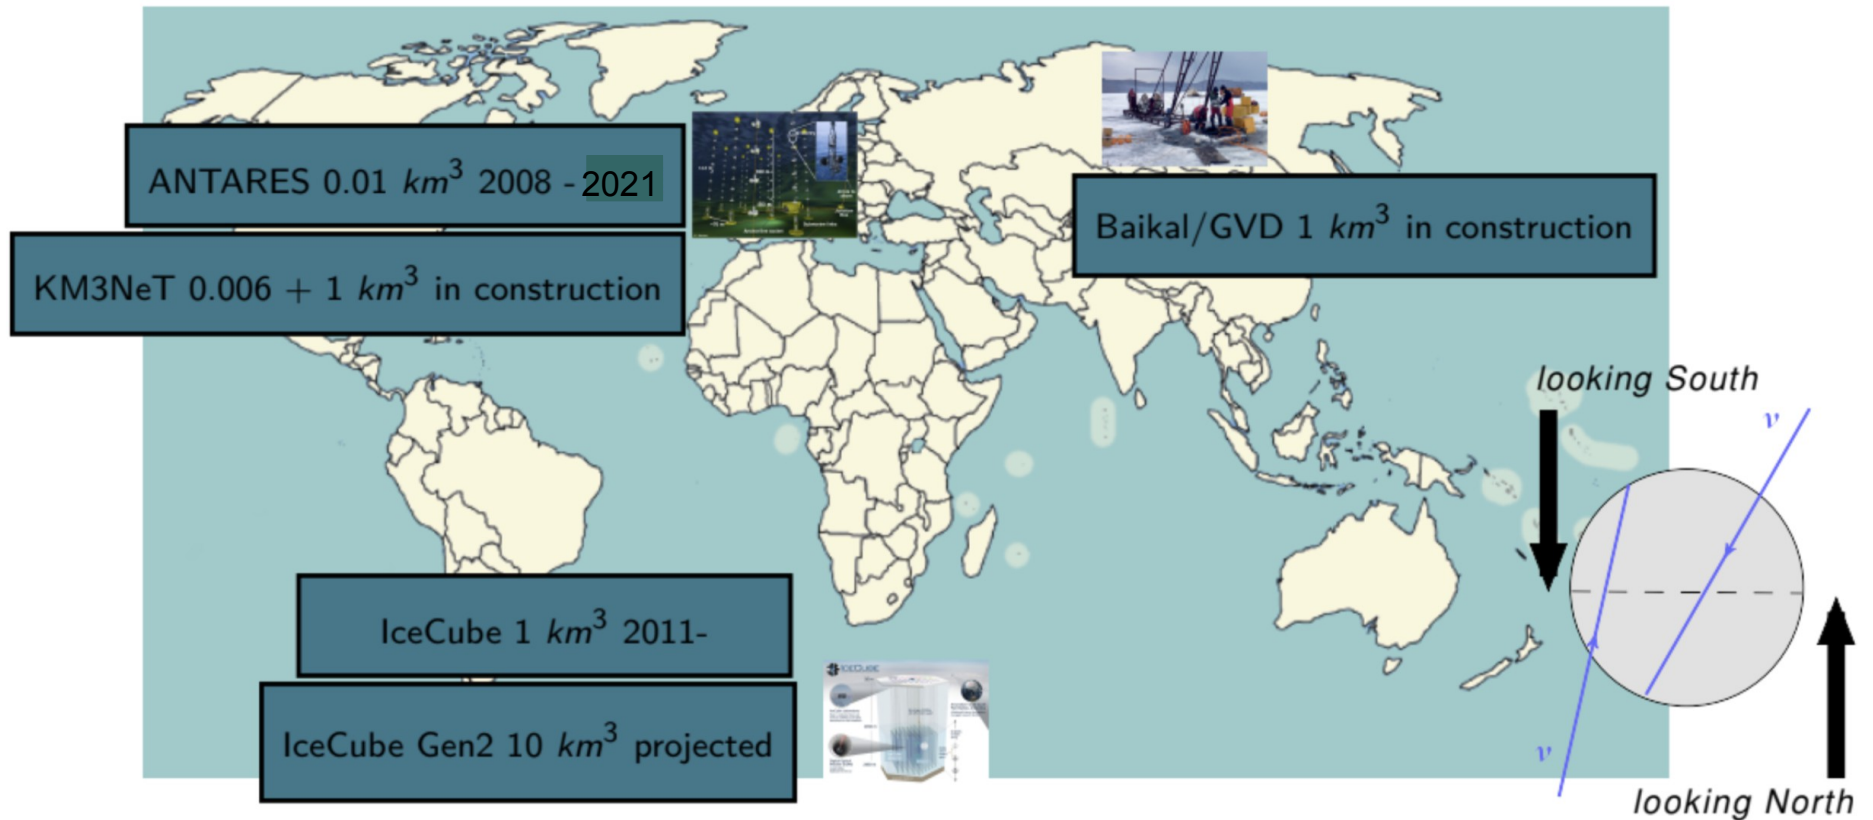 ANTARES 0.01 km³ 2008 - 2021
KM3NeT 0.006 + 1 km³ in construction
Baikal/GVD 1 km³ in construction
looking South
ν
IceCube 1 km³ 2011-
ICECUBE
IceCube Gen2 10 km³ projected
ν
looking North